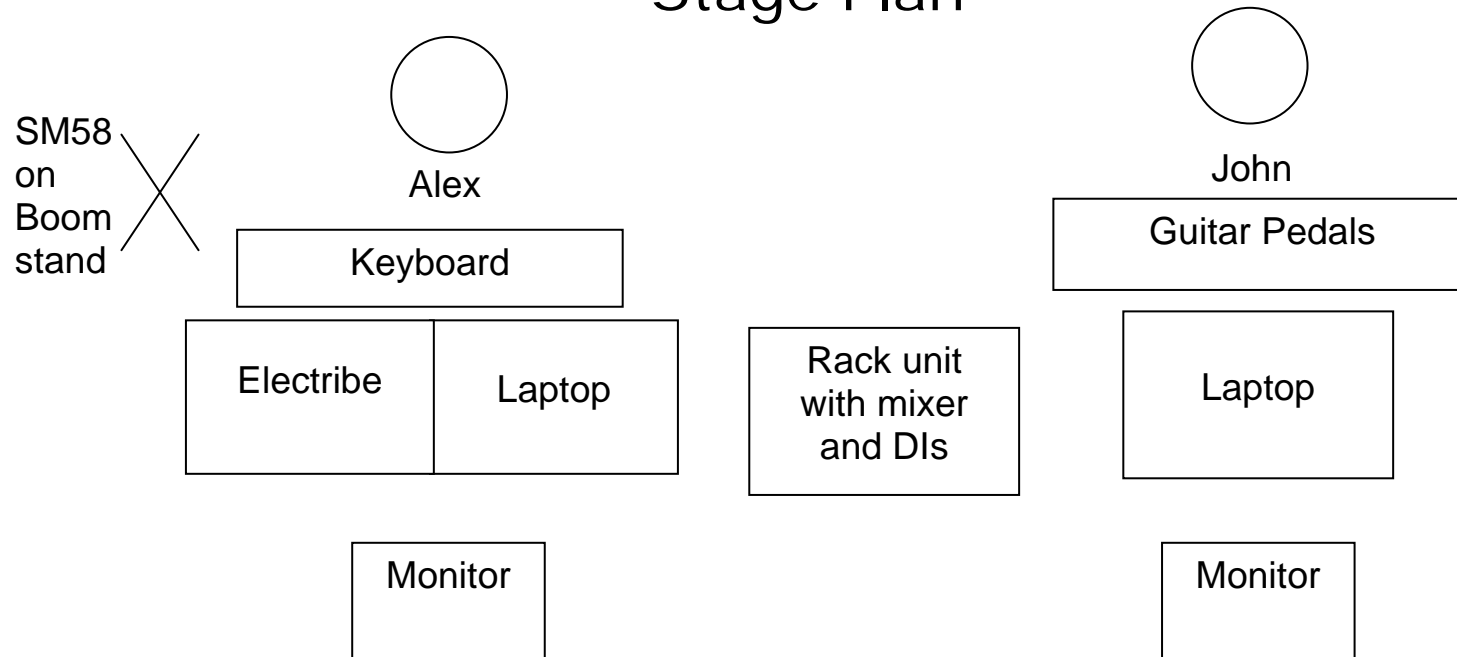 Stage Plan
SM58
on
Boom
stand
Alex
John
Keyboard
Guitar Pedals
Electribe
Laptop
Rack unit
with mixer
and DIs
Laptop
Monitor
Monitor